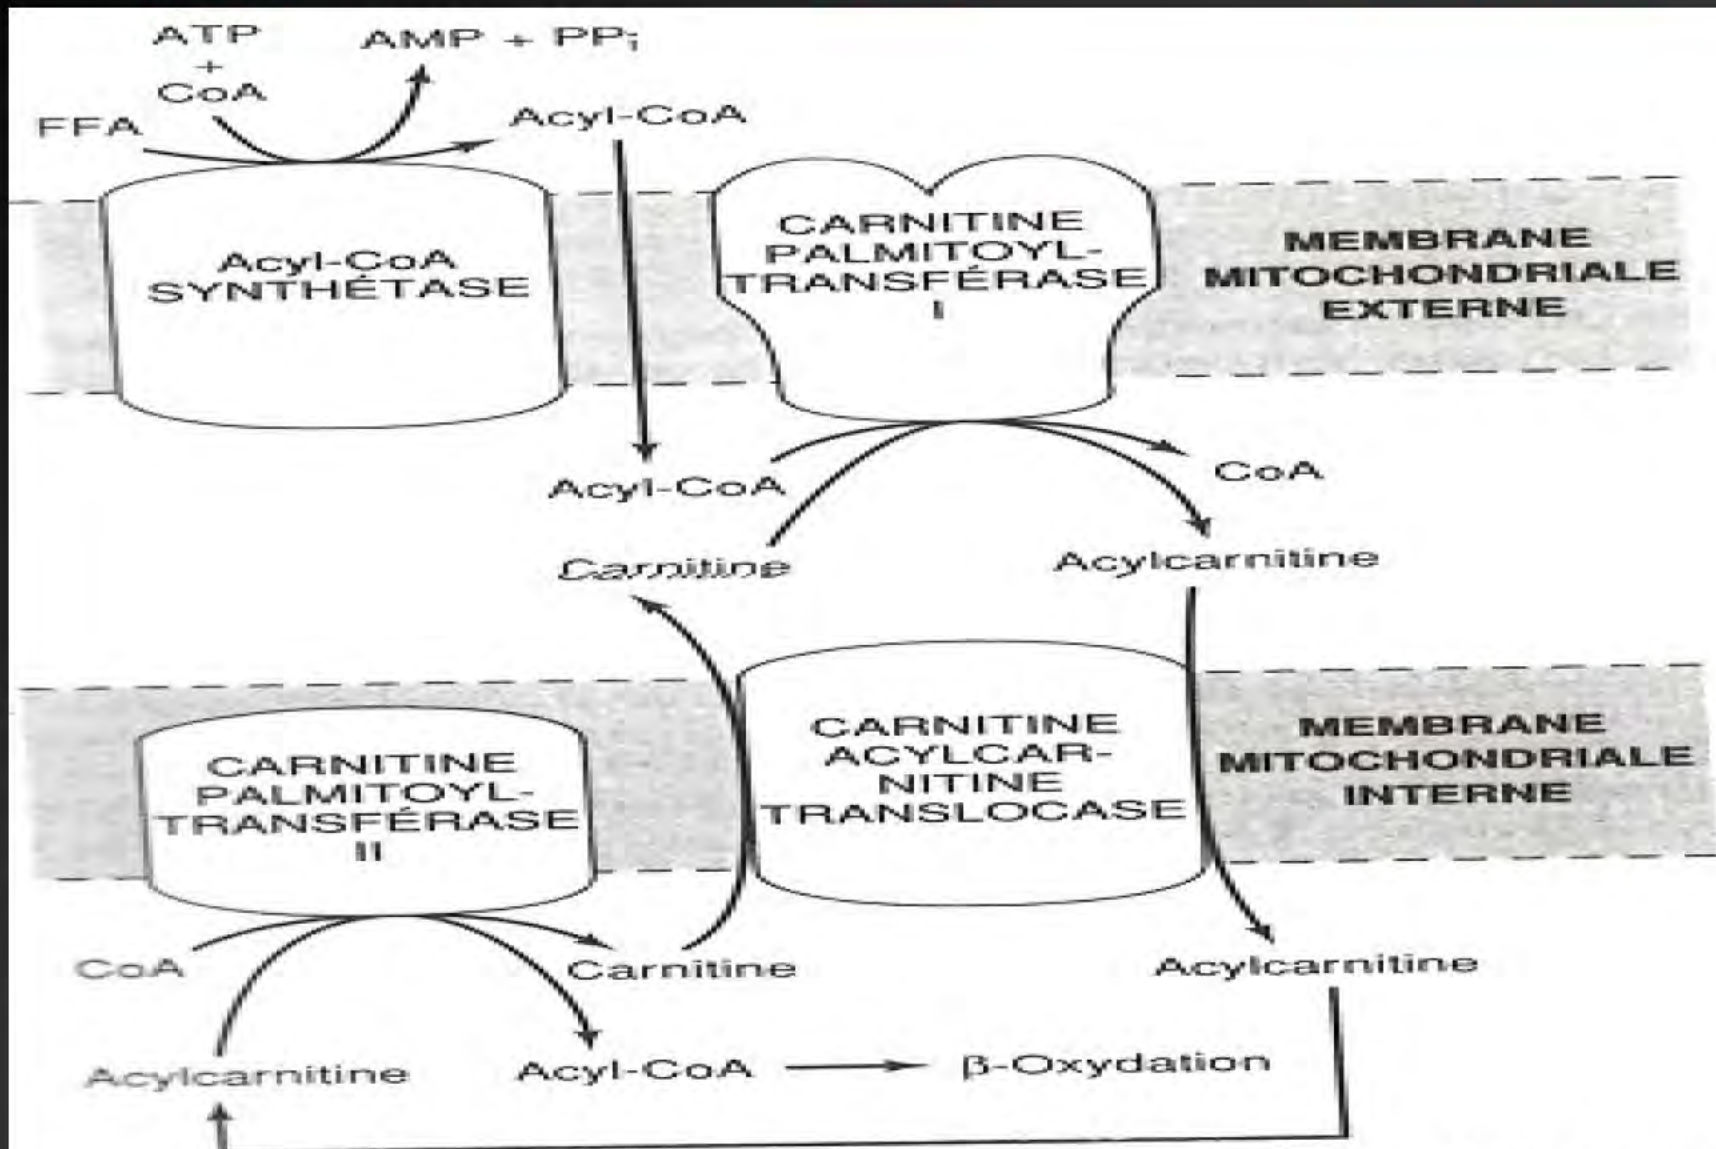 ATP
+
CoA
AMP + PPi
FFA
Acyl-CoA
Acyl-CoA
SYNTHÉTASE
CARNITINE
PALMITOYL-
TRANSFÉRASE
I
MEMBRANE
MITOCHONDRIALE
EXTERNE
Acyl-CoA
CoA
Carnitine
Acylcarnitine
CARNITINE
PALMITOYL-
TRANSFÉRASE
II
CARNITINE
ACYLCAR-
NITINE
TRANSLOCASE
MEMBRANE
MITOCHONDRIALE
INTERNE
CoA
Carnitine
Acylcarnitine
Acylcarnitine
Acyl-CoA
β-Oxydation